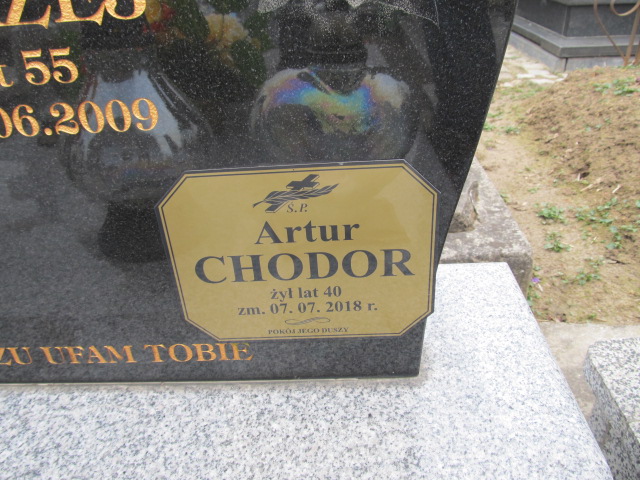 55
06.2009
Ś.P.
Artur
CHODOR
żył lat 40
zm. 07. 07. 2018 r.
POKÓJ JEGO DUSZY
UFAM TOBIE